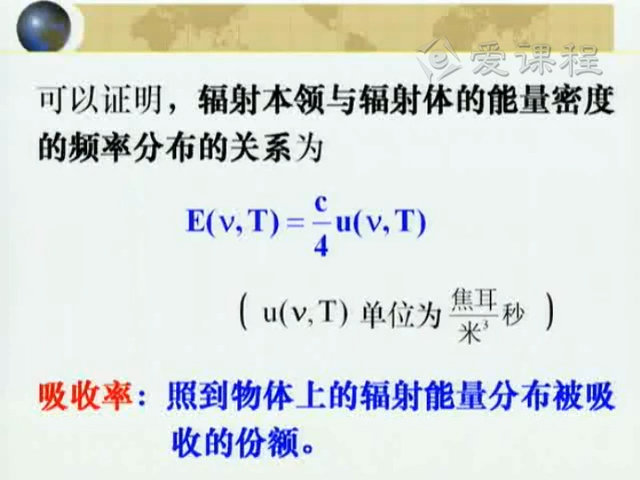 爱课程
可以证明，辐射本领与辐射体的能量密度
的频率分布的关系为
E(ν,T) = c/4 u(ν,T)
( u(ν,T) 单位为 焦耳/米³ 秒 )
吸收率：照到物体上的辐射能量分布被吸
收的份额。